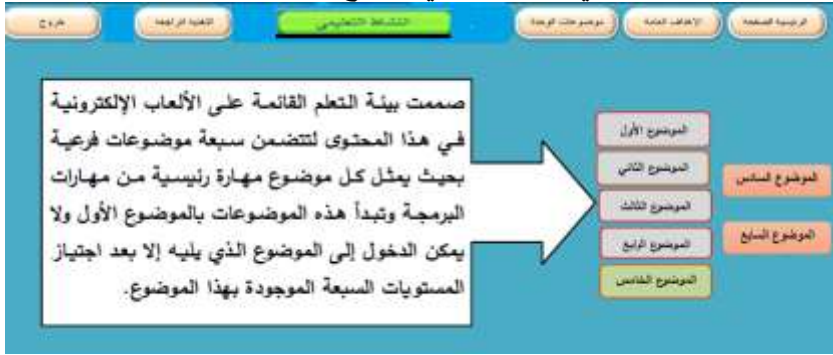 الرئيسية الصفحة
الأهداف العامة
موضوعات الوحدة
النشاط التعليمي
التغذية الراجعة
خروج
صممت بيئة التعلم القائمة على الألعاب الإلكترونية
في هذا المحتوى لتتضمن سبعة موضوعات فرعية
بحيث يمثل كل موضوع مهارة رئيسية من مهارات
البرمجة وتبدأ هذه الموضوعات بالموضوع الأول ولا
يمكن الدخول إلى الموضوع الذي يليه إلا بعد اجتياز
المستويات السبعة الموجودة بهذا الموضوع.
الموضوع الأول
الموضوع الثاني
الموضوع الثالث
الموضوع الرابع
الموضوع الخامس
الموضوع السادس
الموضوع السابع